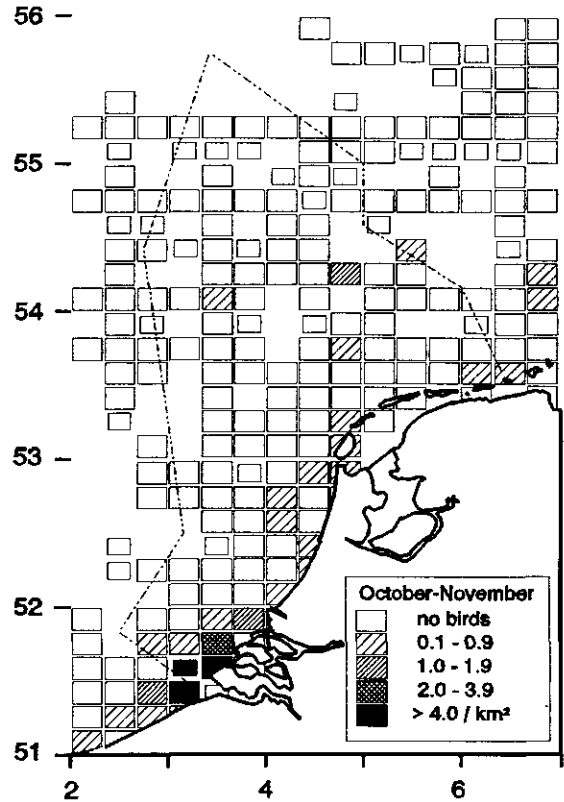 56
55
54
53
52
51
2 4 6
October-November
no birds
0.1 - 0.9
1.0 - 1.9
2.0 - 3.9
> 4.0 / km²